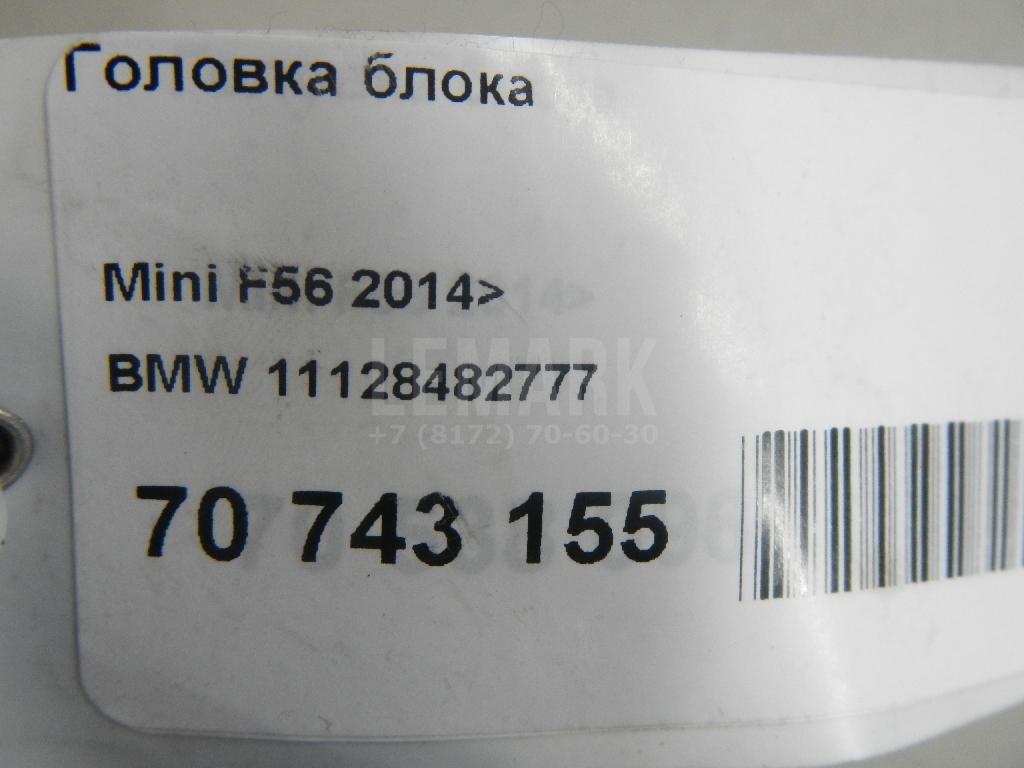 Головка блока
Mini F56 2014>
BMW 11128482777
LEMARK
+7 (8172) 70-60-30
70 743 155